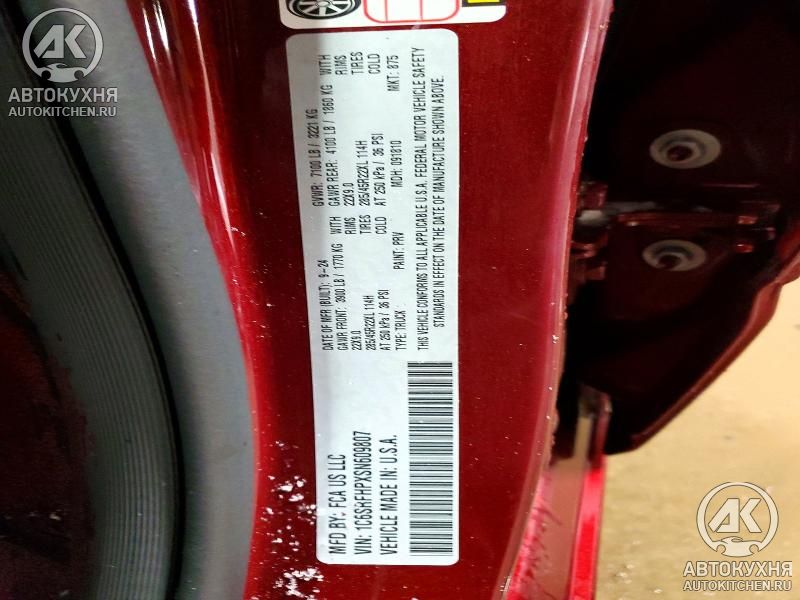 АВТОКУХНЯ
AUTOKITCHEN.RU
MFD BY: FCA US LLC
DATE OF MFR (BUILT): 9-24
GVWR: 7100 LB / 3221 KG
GAWR FRONT: 3900 LB / 1770 KG WITH
22X9.0 RIMS
285/45R22XL 114H TIRES
AT 250 kPa / 36 PSI COLD
GAWR REAR: 4100 LB / 1860 KG WITH
22X9.0 RIMS
285/45R22XL 114H TIRES
AT 250 kPa / 36 PSI COLD
VIN: 1C6SRFHPXSN609807
TYPE: TRUCK PAINT: PRV MDH: 091810 MKT: 875
VEHICLE MADE IN: U.S.A.
THIS VEHICLE CONFORMS TO ALL APPLICABLE U.S.A. FEDERAL MOTOR VEHICLE SAFETY
STANDARDS IN EFFECT ON THE DATE OF MANUFACTURE SHOWN ABOVE.
АВТОКУХНЯ
AUTOKITCHEN.RU